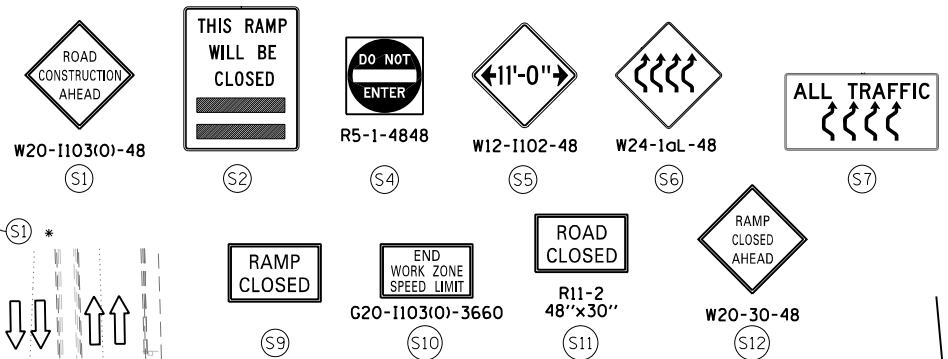 ROAD
CONSTRUCTION
AHEAD
W20-I103(O)-48
S1
THIS RAMP
WILL BE
CLOSED
S2
DO NOT
ENTER
R5-1-4848
S4
11'-0"
W12-I102-48
S5
W24-1aL-48
S6
ALL TRAFFIC
S7
S1 *
RAMP
CLOSED
S9
END
WORK ZONE
SPEED LIMIT
G20-I103(O)-3660
S10
ROAD
CLOSED
R11-2
48"x30"
S11
RAMP
CLOSED
AHEAD
W20-30-48
S12